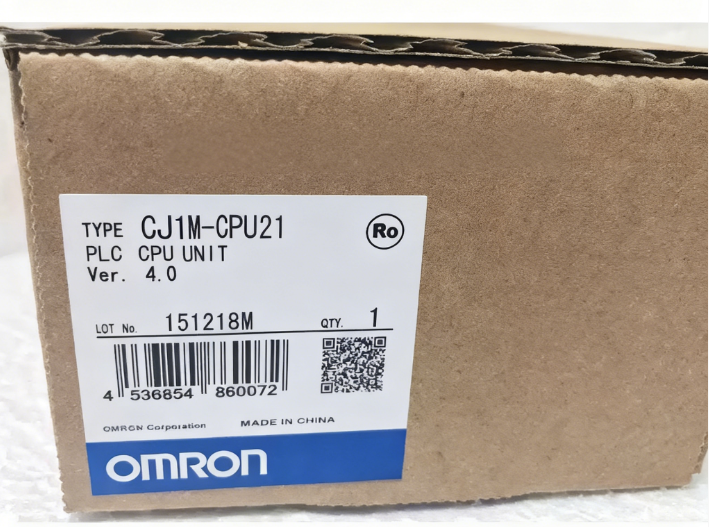 TYPE CJ1M-CPU21
Ro
PLC CPU UNIT
Ver. 4.0
LOT No. 151218M QTY. 1
4 536854 860072
OMRON Corporation MADE IN CHINA
OMRON